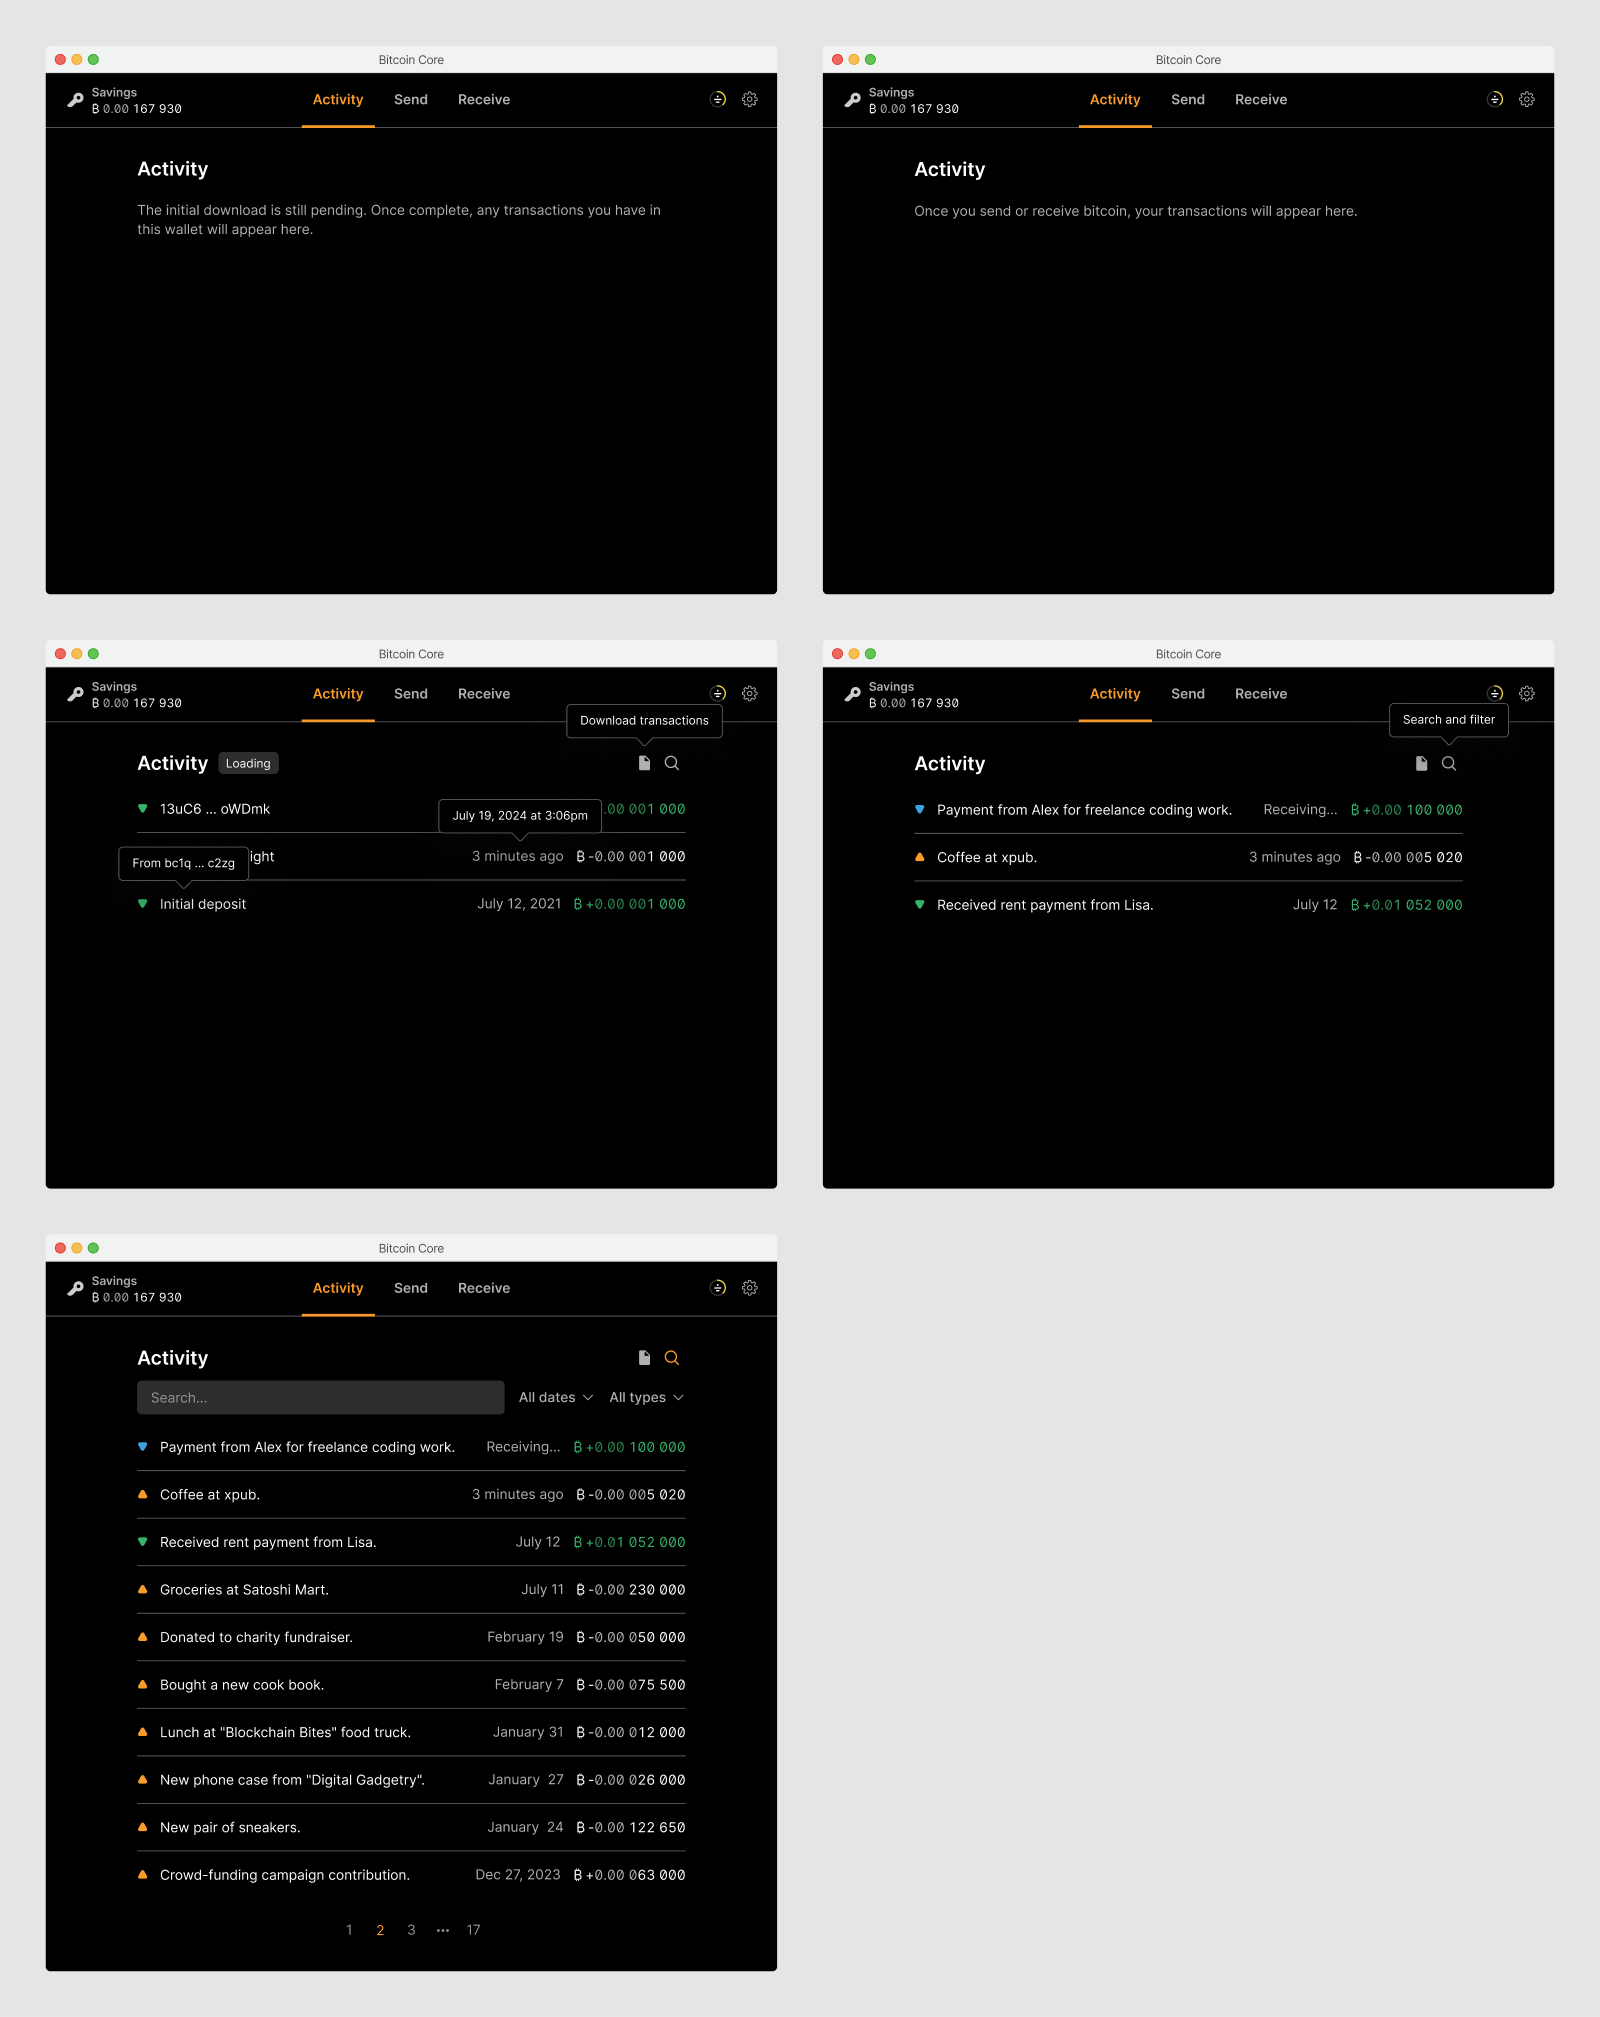 Bitcoin Core
Savings
₿ 0.00 167 930
Activity Send Receive
Activity
The initial download is still pending. Once complete, any transactions you have in
this wallet will appear here.
Bitcoin Core
Savings
₿ 0.00 167 930
Activity Send Receive
Activity
Once you send or receive bitcoin, your transactions will appear here.
Bitcoin Core
Savings
₿ 0.00 167 930
Activity Send Receive
Download transactions
Activity Loading
13uC6 ... oWDmk .00 001 000
July 19, 2024 at 3:06pm
ight 3 minutes ago ₿ -0.00 001 000
From bc1q ... c2zg
Initial deposit July 12, 2021 ₿ +0.00 001 000
Bitcoin Core
Savings
₿ 0.00 167 930
Activity Send Receive
Search and filter
Activity
Payment from Alex for freelance coding work. Receiving... ₿ +0.00 100 000
Coffee at xpub. 3 minutes ago ₿ -0.00 005 020
Received rent payment from Lisa. July 12 ₿ +0.01 052 000
Bitcoin Core
Savings
₿ 0.00 167 930
Activity Send Receive
Activity
Search... All dates All types
Payment from Alex for freelance coding work. Receiving... ₿ +0.00 100 000
Coffee at xpub. 3 minutes ago ₿ -0.00 005 020
Received rent payment from Lisa. July 12 ₿ +0.01 052 000
Groceries at Satoshi Mart. July 11 ₿ -0.00 230 000
Donated to charity fundraiser. February 19 ₿ -0.00 050 000
Bought a new cook book. February 7 ₿ -0.00 075 500
Lunch at "Blockchain Bites" food truck. January 31 ₿ -0.00 012 000
New phone case from "Digital Gadgetry". January 27 ₿ -0.00 026 000
New pair of sneakers. January 24 ₿ -0.00 122 650
Crowd-funding campaign contribution. Dec 27, 2023 ₿ +0.00 063 000
1 2 3 ••• 17